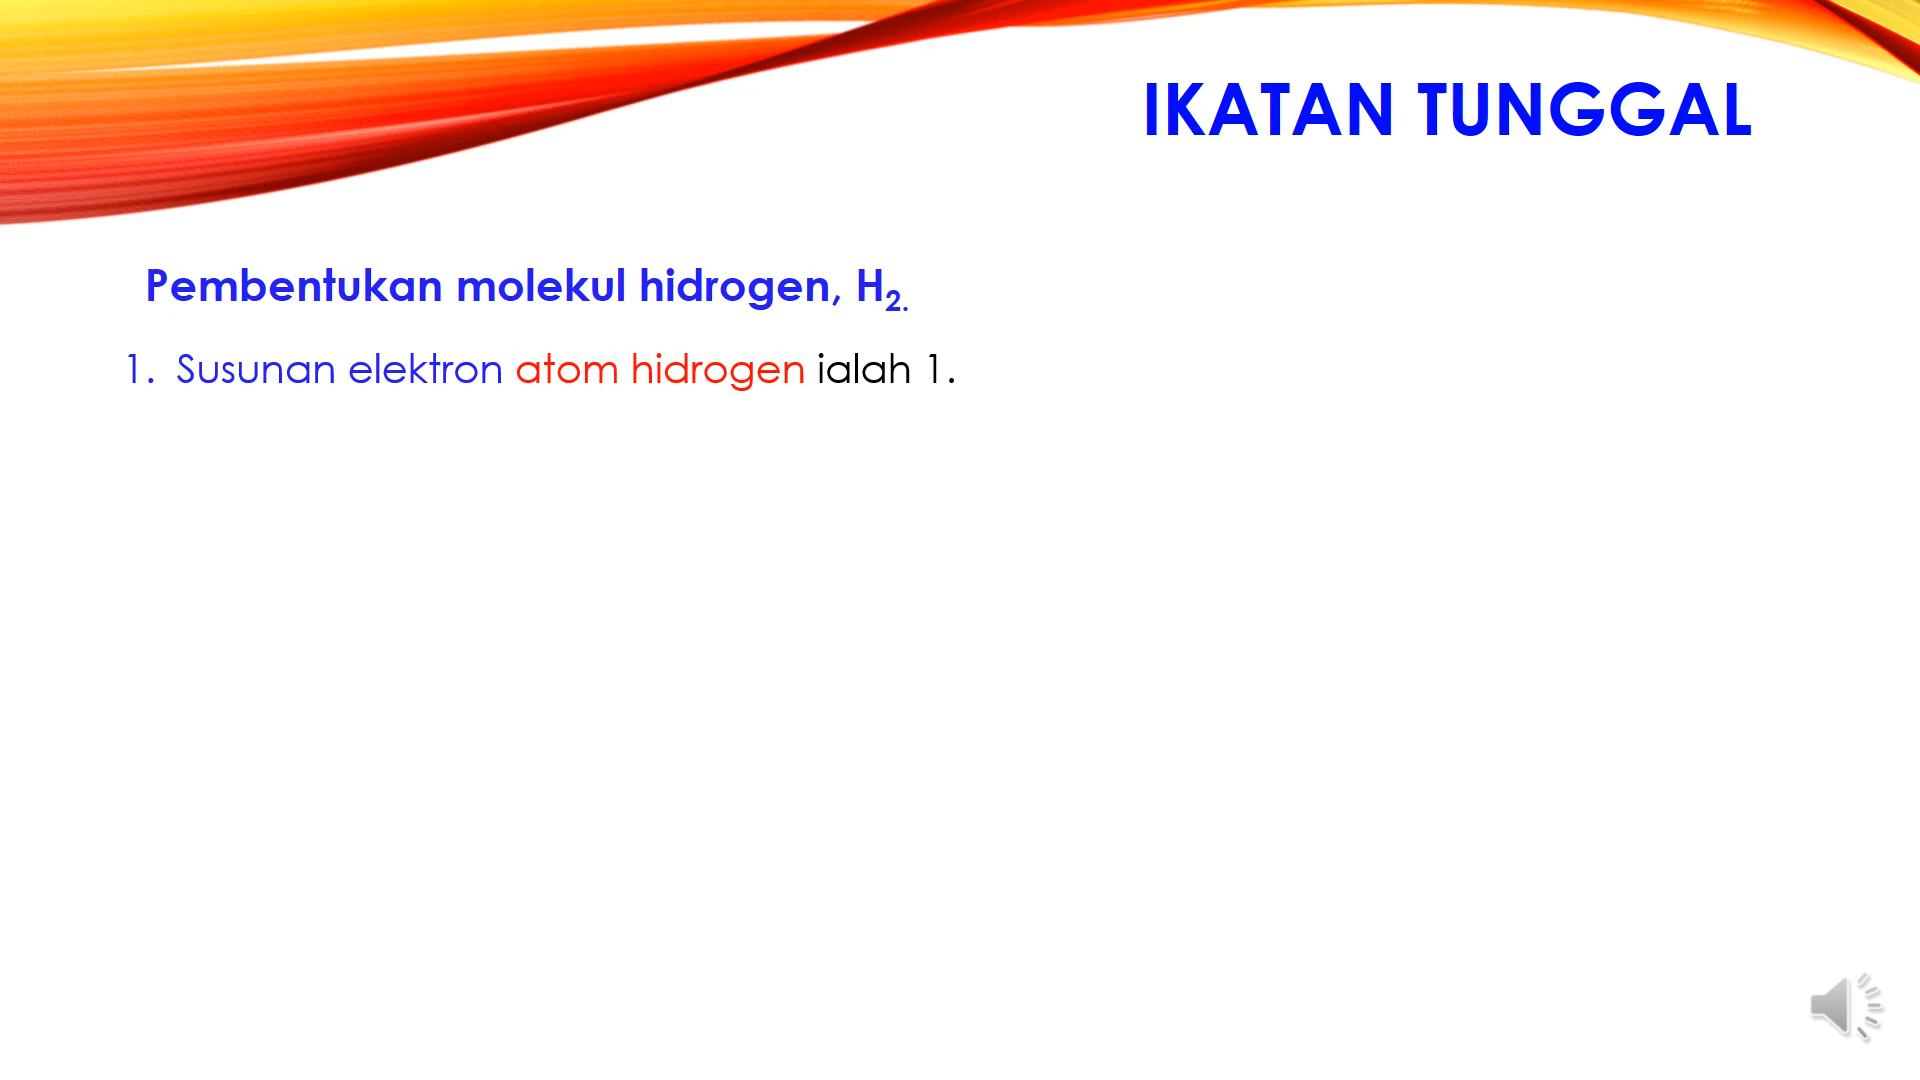 IKATAN TUNGGAL
Pembentukan molekul hidrogen, H₂.
1. Susunan elektron atom hidrogen ialah 1.